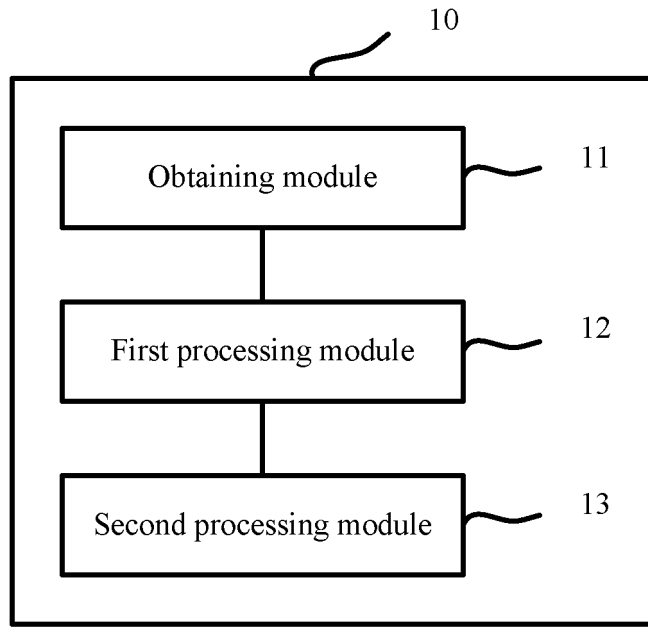 10
Obtaining module
11
First processing module
12
Second processing module
13